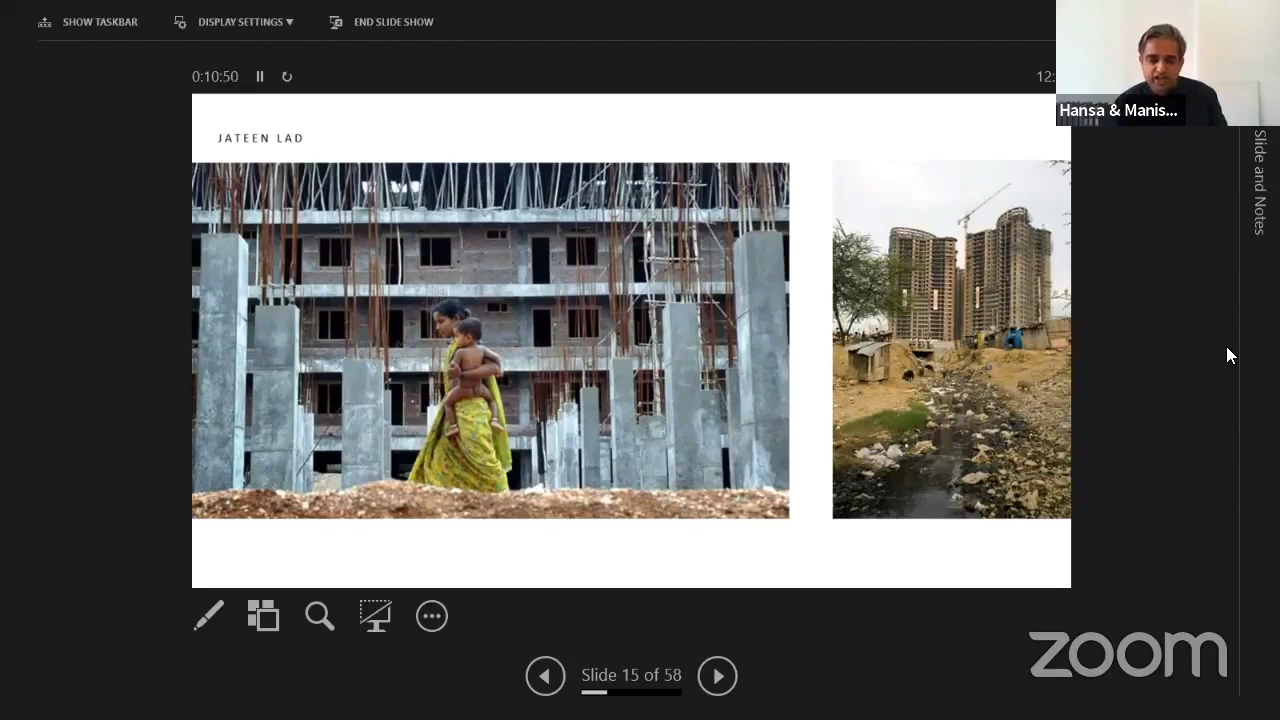 SHOW TASKBAR
DISPLAY SETTINGS ▼
END SLIDE SHOW
0:10:50
12:
Hansa & Manis...
JATEEN LAD
Slide and Notes
Slide 15 of 58
zoom